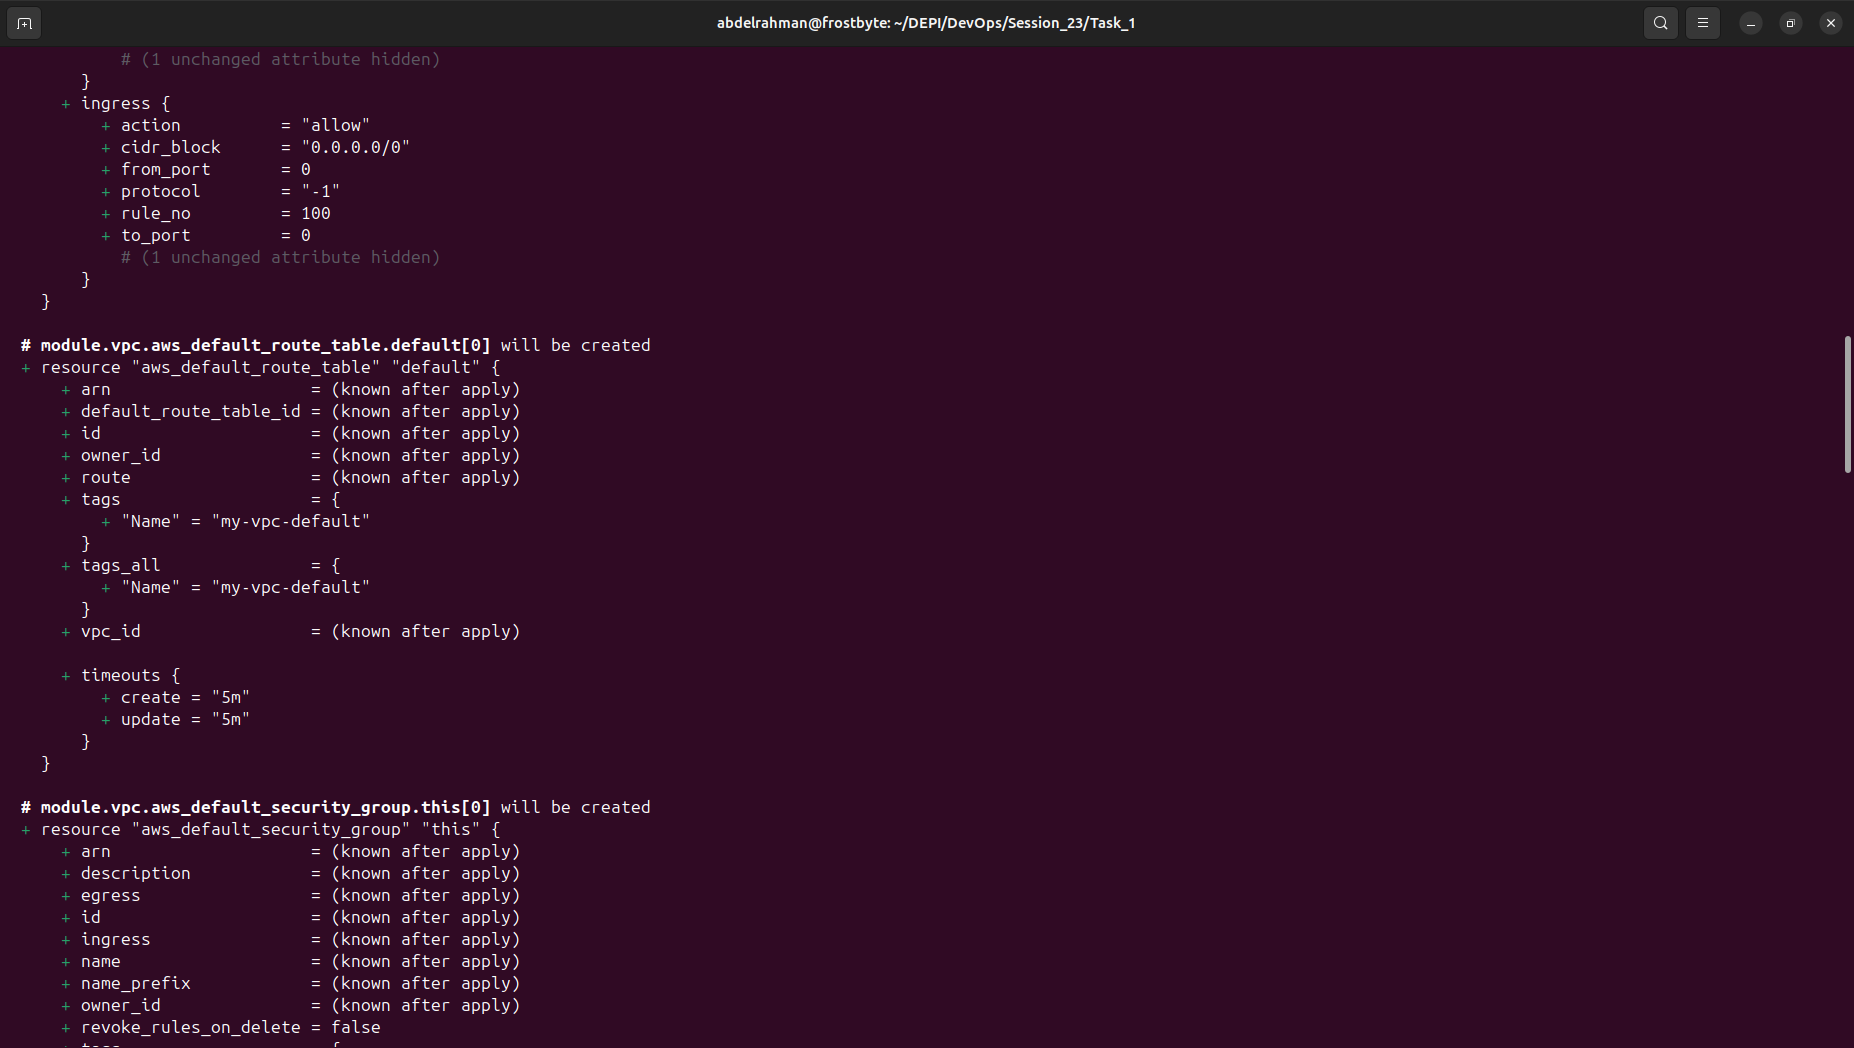 abdelrahman@frostbyte: ~/DEPI/DevOps/Session_23/Task_1
            # (1 unchanged attribute hidden)
        }
      + ingress {
          + action          = "allow"
          + cidr_block      = "0.0.0.0/0"
          + from_port       = 0
          + protocol        = "-1"
          + rule_no         = 100
          + to_port         = 0
            # (1 unchanged attribute hidden)
        }
    }

  # module.vpc.aws_default_route_table.default[0] will be created
  + resource "aws_default_route_table" "default" {
      + arn                    = (known after apply)
      + default_route_table_id = (known after apply)
      + id                     = (known after apply)
      + owner_id               = (known after apply)
      + route                  = (known after apply)
      + tags                   = {
          + "Name" = "my-vpc-default"
        }
      + tags_all               = {
          + "Name" = "my-vpc-default"
        }
      + vpc_id                 = (known after apply)

      + timeouts {
          + create = "5m"
          + update = "5m"
        }
    }

  # module.vpc.aws_default_security_group.this[0] will be created
  + resource "aws_default_security_group" "this" {
      + arn                    = (known after apply)
      + description            = (known after apply)
      + egress                 = (known after apply)
      + id                     = (known after apply)
      + ingress                = (known after apply)
      + name                   = (known after apply)
      + name_prefix            = (known after apply)
      + owner_id               = (known after apply)
      + revoke_rules_on_delete = false